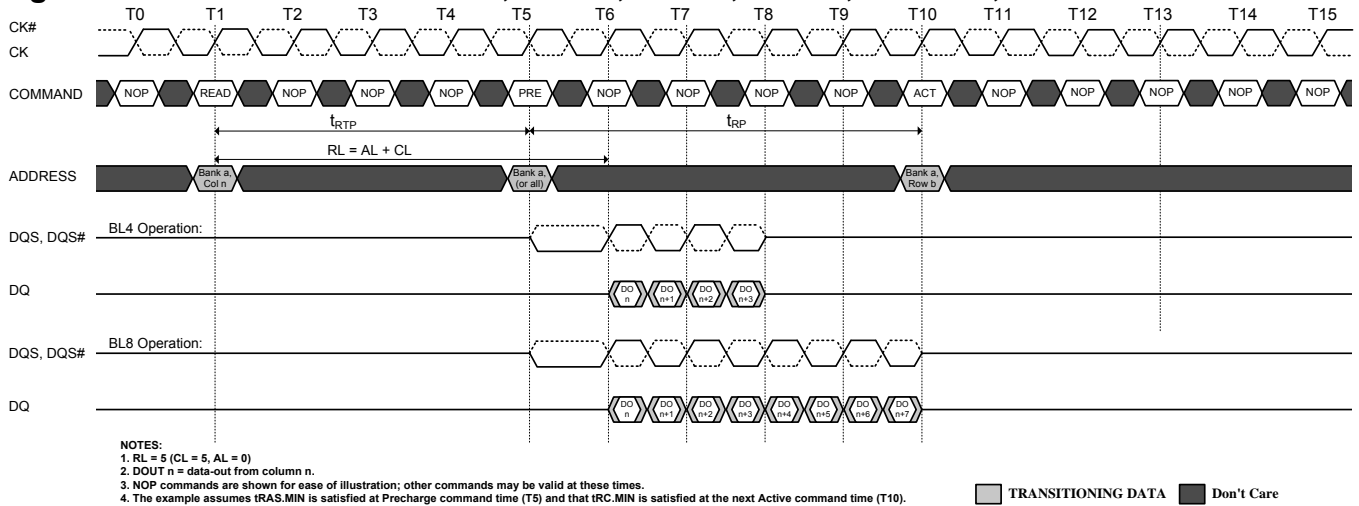 T0 T1 T2 T3 T4 T5 T6 T7 T8 T9 T10 T11 T12 T13 T14 T15
CK#
CK
COMMAND NOP READ NOP NOP NOP PRE NOP NOP NOP NOP ACT NOP NOP NOP NOP NOP
tRTP tRP
RL = AL + CL
ADDRESS Bank a, Col n Bank a, (or all) Bank a, Row b
BL4 Operation:
DQS, DQS#
DQ DO n DO n+1 DO n+2 DO n+3
BL8 Operation:
DQS, DQS#
DQ DO n DO n+1 DO n+2 DO n+3 DO n+4 DO n+5 DO n+6 DO n+7
NOTES:
1. RL = 5 (CL = 5, AL = 0)
2. DOUT n = data-out from column n.
3. NOP commands are shown for ease of illustration; other commands may be valid at these times.
4. The example assumes tRAS.MIN is satisfied at Precharge command time (T5) and that tRC.MIN is satisfied at the next Active command time (T10).
TRANSITIONING DATA Don't Care